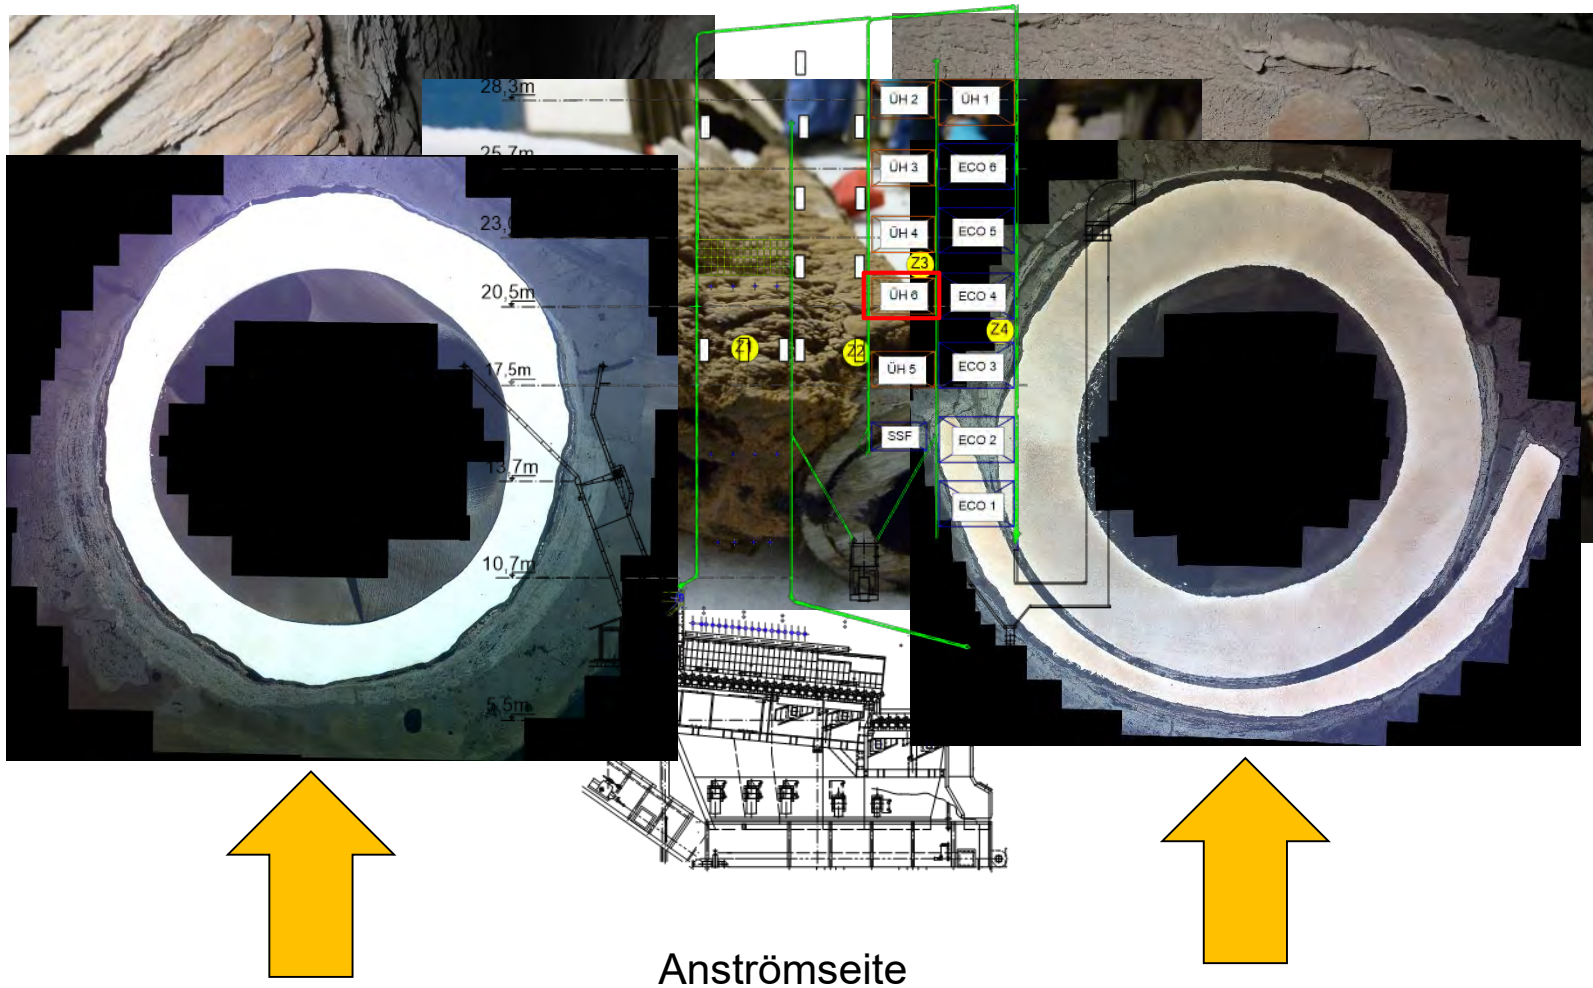 28,3m
ÜH 2
ÜH 1
25,7m
ÜH 3
ECO 6
23,0
ÜH 4
ECO 5
Z3
20,5m
ÜH 6
ECO 4
Z4
Z1
Z2
17,5m
ÜH 5
ECO 3
SSF
ECO 2
13,7m
ECO 1
10,7m
5,5m
Anströmseite